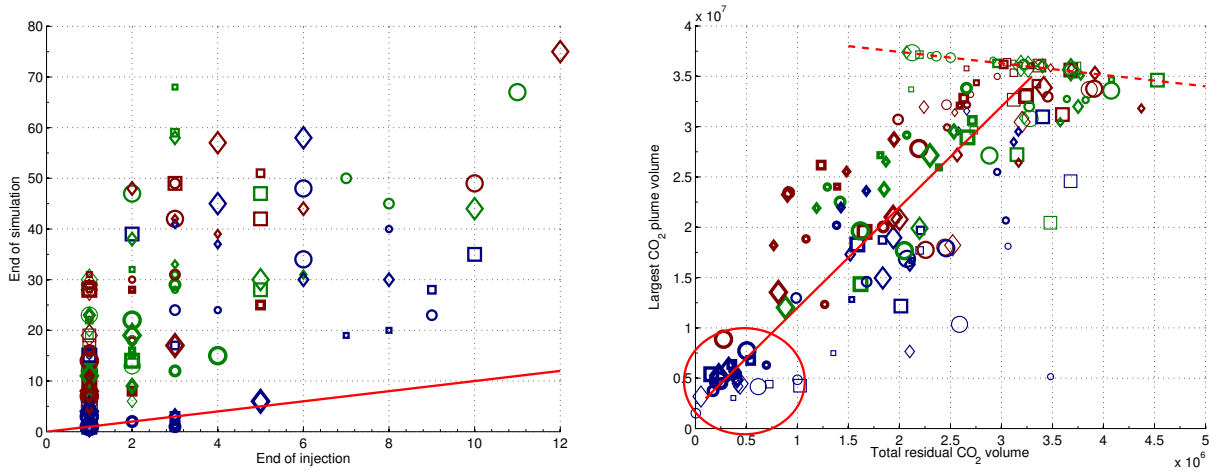 80
70
60
50
40
30
20
10
0
End of simulation
0 2 4 6 8 10 12
End of injection
x 10^7
4
3.5
3
2.5
2
1.5
1
0.5
0
Largest CO₂ plume volume
0 0.5 1 1.5 2 2.5 3 3.5 4 4.5 5
Total residual CO₂ volume
x 10^6